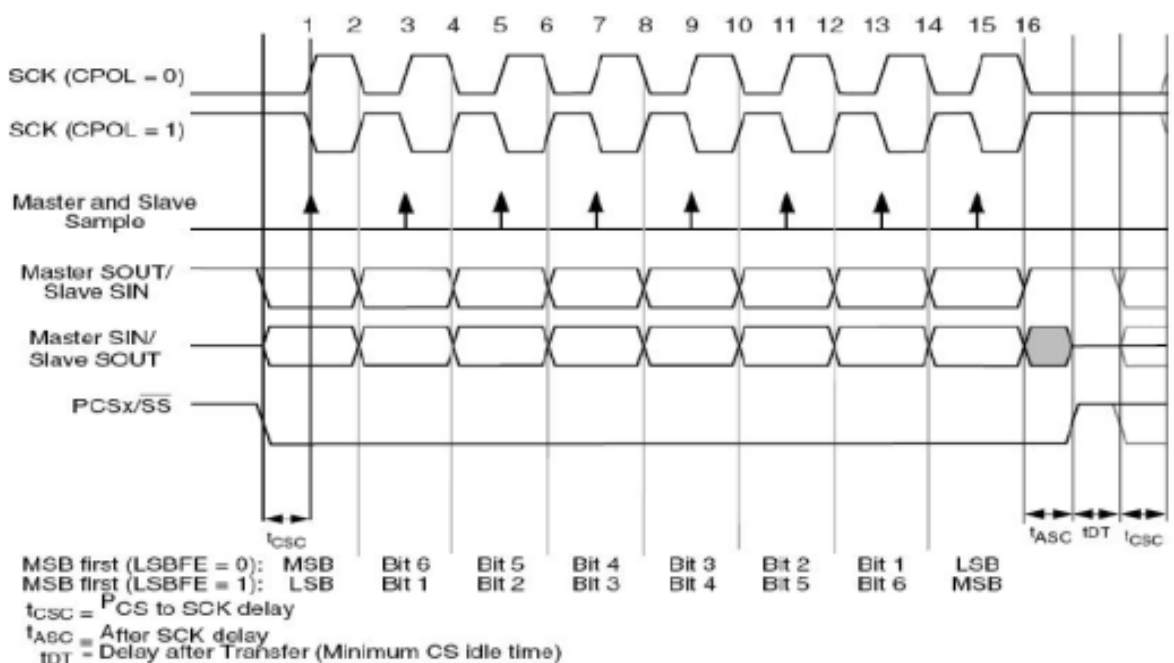 1 2 3 4 5 6 7 8 9 10 11 12 13 14 15 16
SCK (CPOL = 0)
SCK (CPOL = 1)
Master and Slave
Sample
Master SOUT/
Slave SIN
Master SIN/
Slave SOUT
PCSx/SS
tCSC tASC tDT tCSC
MSB first (LSBFE = 0): MSB Bit 6 Bit 5 Bit 4 Bit 3 Bit 2 Bit 1 LSB
MSB first (LSBFE = 1): LSB Bit 1 Bit 2 Bit 3 Bit 4 Bit 5 Bit 6 MSB
tCSC = PCS to SCK delay
tASC = After SCK delay
tDT = Delay after Transfer (Minimum CS idle time)